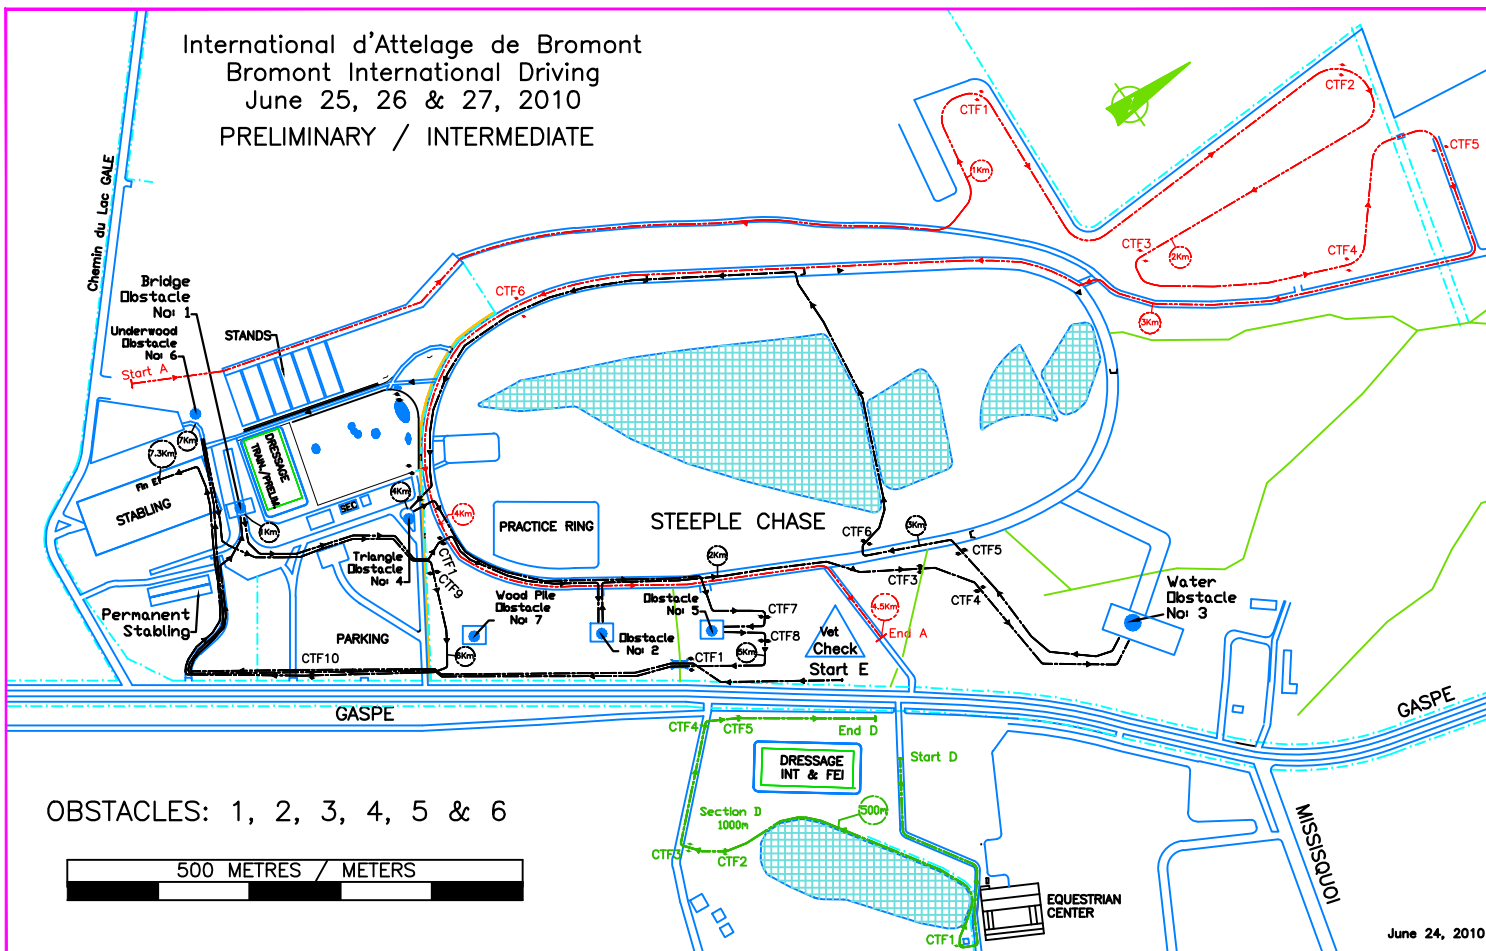 International d'Attelage de Bromont
Bromont International Driving
June 25, 26 & 27, 2010
PRELIMINARY / INTERMEDIATE
Chemin du Lac GALE
Bridge
Obstacle
No: 1
Underwood
Obstacle
No: 6
STANDS
Start A
CTF6
CTF1
CTF2
CTF5
1Km
CTF3
2Km
CTF4
3Km
7Km
7.3Km
Fin E
STABLING
DRESSAGE
TRAIN./PRELIM.
SEC
4Km
4Km
1Km
PRACTICE RING
STEEPLE CHASE
CTF6
3Km
CTF5
2Km
CTF3
CTF4
Triangle
Obstacle
No: 4
CTF1
CTF9
Permanent
Stabling
Wood Pile
Obstacle
No: 7
Obstacle
No: 5
CTF7
CTF8
4.5Km
End A
Water
Obstacle
No: 3
PARKING
CTF10
6Km
Obstacle
No: 2
CTF1
5Km
Vet
Check
Start E
GASPE
GASPE
CTF4
CTF5
End D
DRESSAGE
INT & FEI
Start D
Section D
1000m
500m
CTF3
CTF2
CTF1
EQUESTRIAN
CENTER
MISSISQUOI
OBSTACLES: 1, 2, 3, 4, 5 & 6
500 METRES / METERS
June 24, 2010